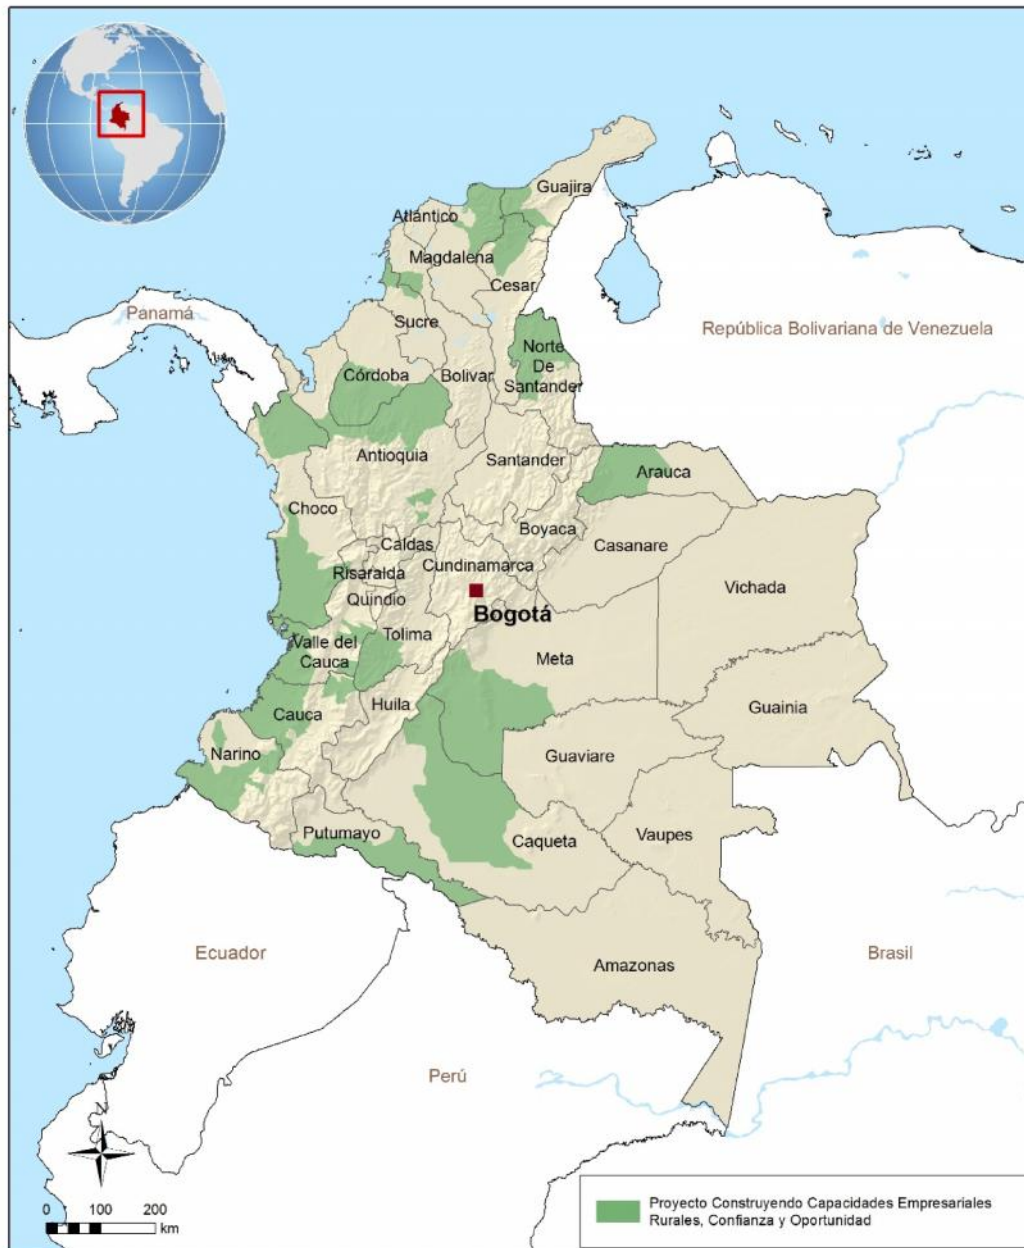 Guajira
Atlántico
Magdalena
Cesar
Panamá
Sucre
República Bolivariana de Venezuela
Norte
De
Santander
Córdoba
Bolivar
Antioquia
Santander
Arauca
Choco
Boyaca
Caldas
Casanare
Cundinamarca
Risaralda
Vichada
Quindio
Bogotá
Tolima
Valle del
Cauca
Meta
Huila
Guainia
Cauca
Narino
Guaviare
Putumayo
Vaupes
Caqueta
Ecuador
Brasil
Amazonas
Perú
N
0 100 200
km
Proyecto Construyendo Capacidades Empresariales
Rurales, Confianza y Oportunidad